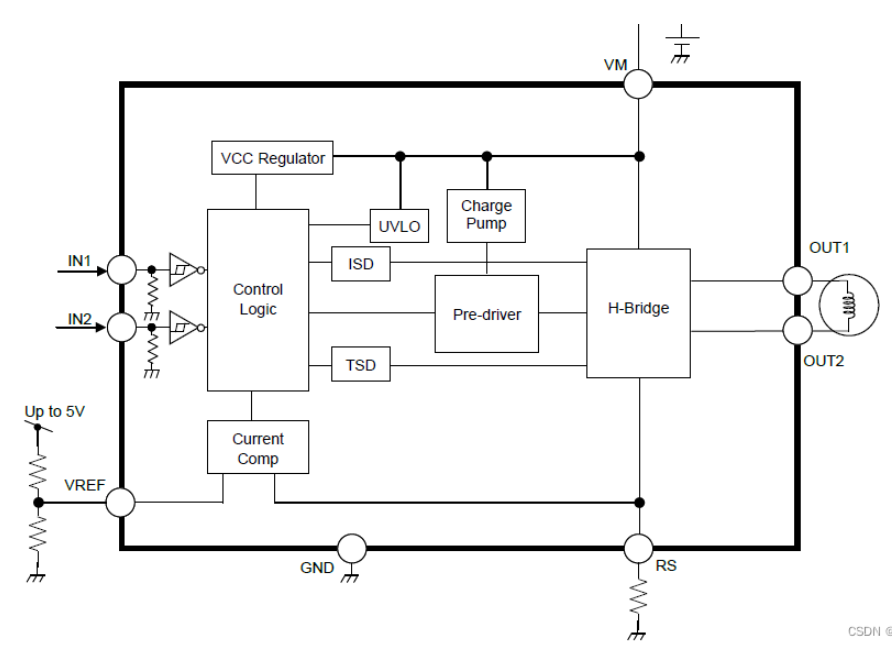 VM
VCC Regulator
Charge
Pump
UVLO
OUT1
IN1
ISD
Control
Logic
Pre-driver
H-Bridge
IN2
TSD
OUT2
Up to 5V
Current
Comp
VREF
GND
RS
CSDN @